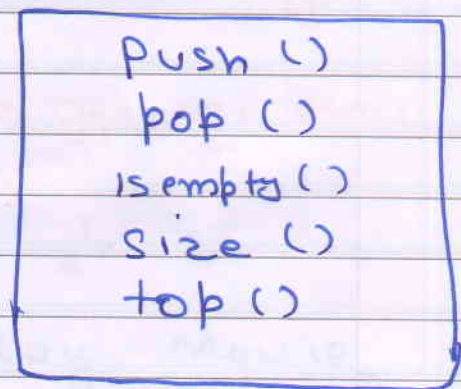 push ()
pop ()
isempty ()
size ()
top ()